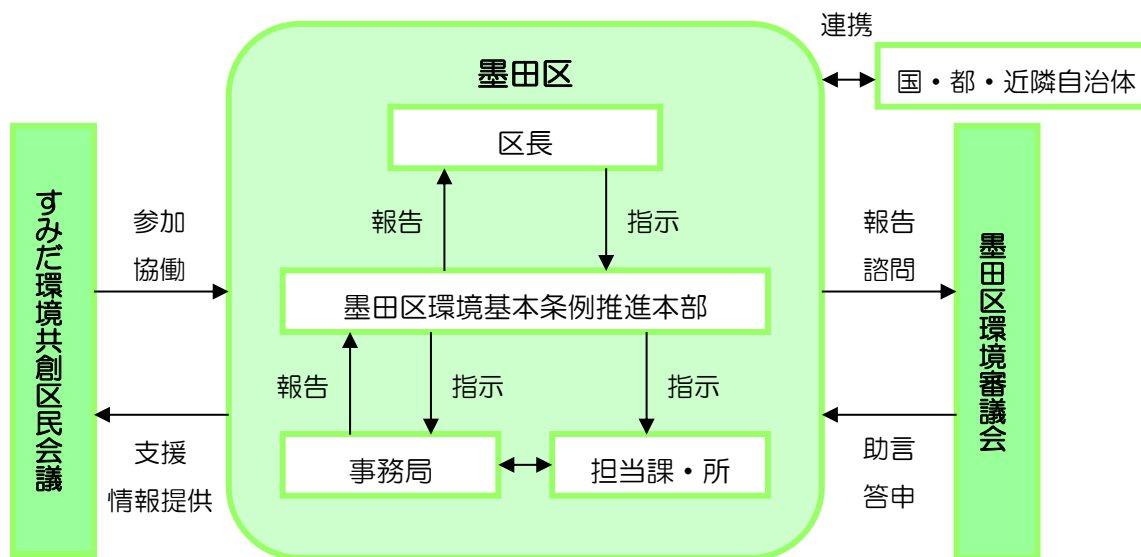 連携
墨田区
国・都・近隣自治体
区長
すみだ環境共創区民会議
参加
協働
報告
指示
報告
諮問
墨田区環境審議会
墨田区環境基本条例推進本部
報告
指示
指示
支援
情報提供
事務局
担当課・所
助言
答申